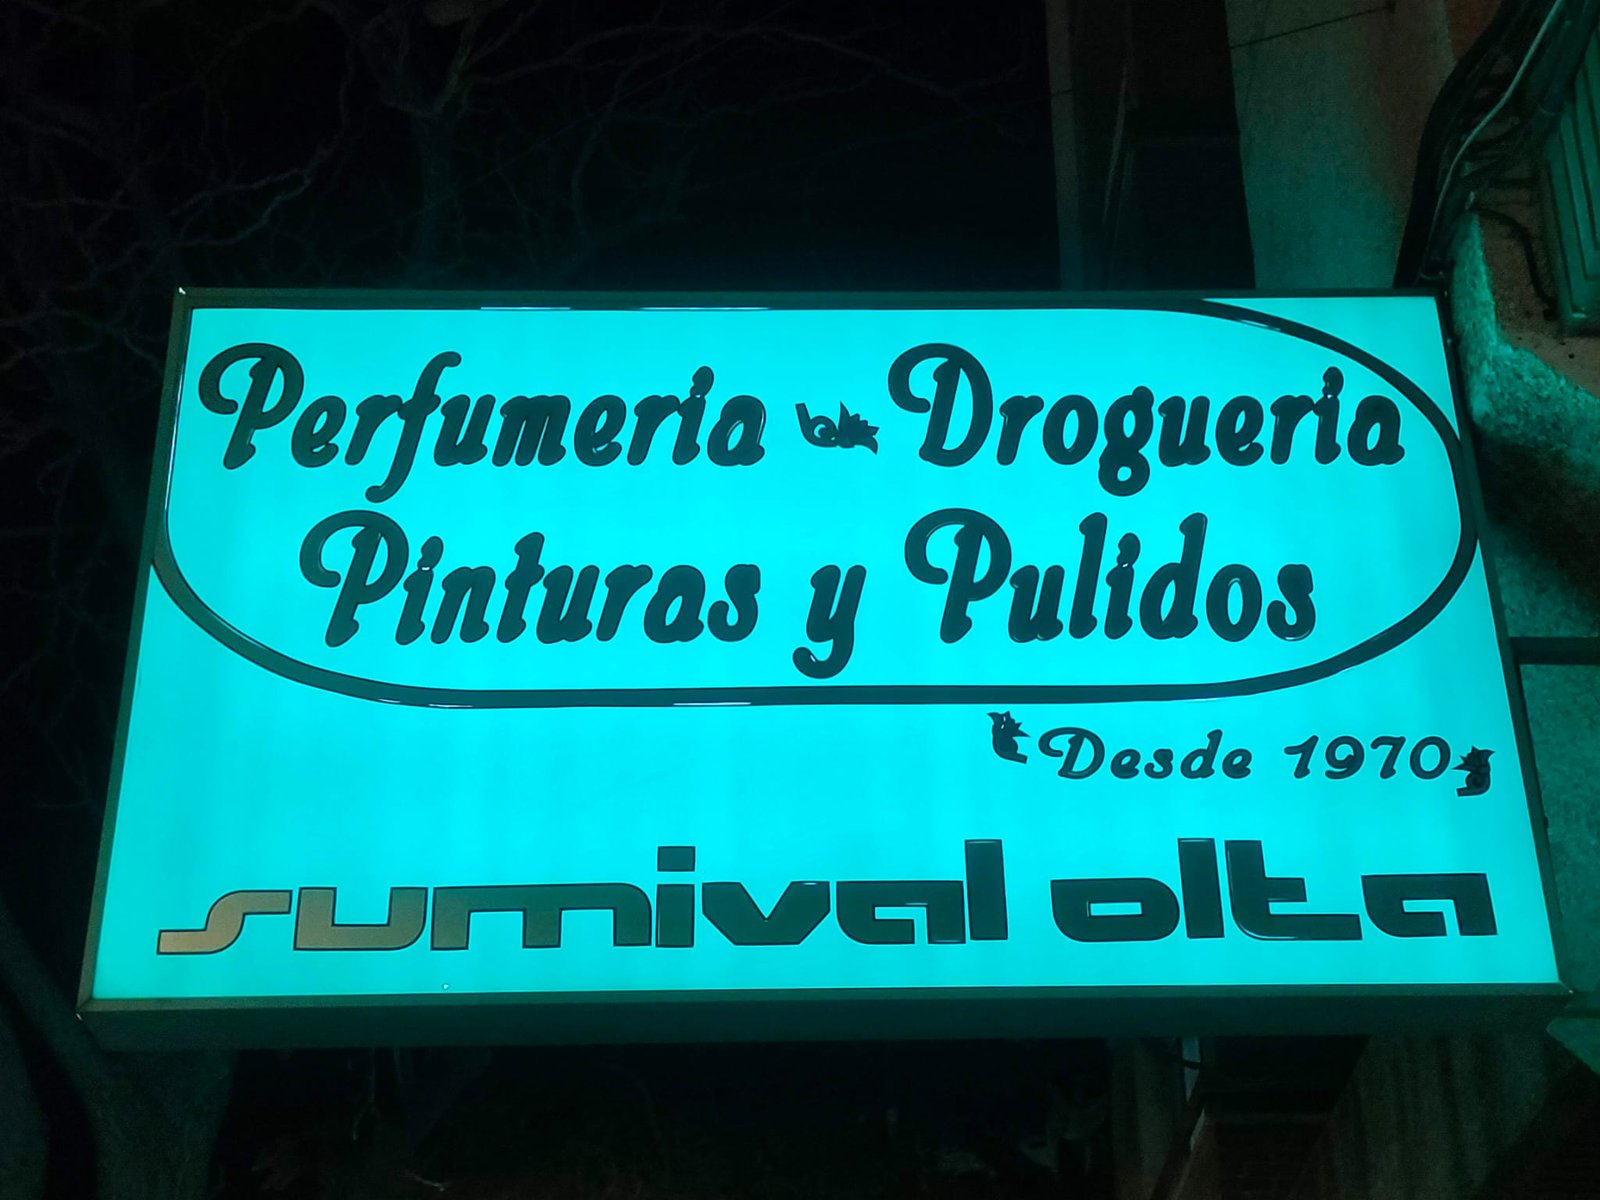 Perfumeria Drogueria
Pinturas y Pulidos
Desde 1970
sumival olta